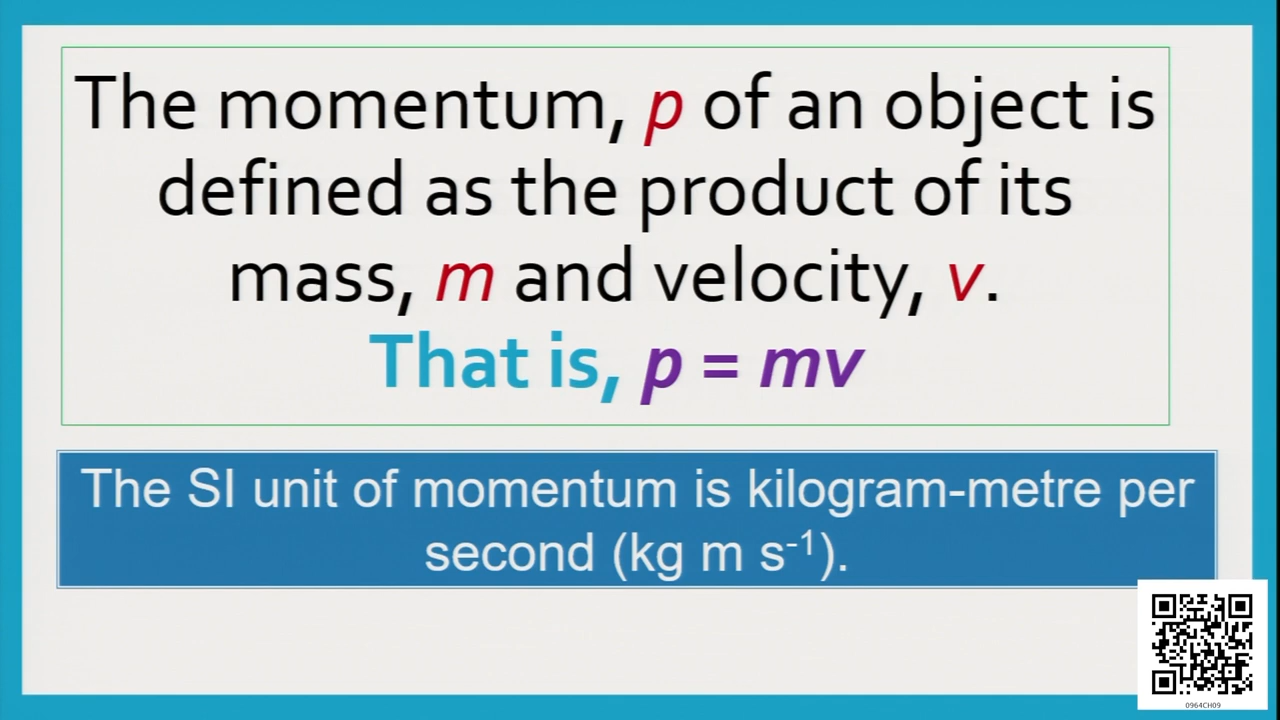 The momentum, p of an object is
defined as the product of its
mass, m and velocity, v.
That is, p = mv
The SI unit of momentum is kilogram-metre per
second (kg m s⁻¹).
0964CH09